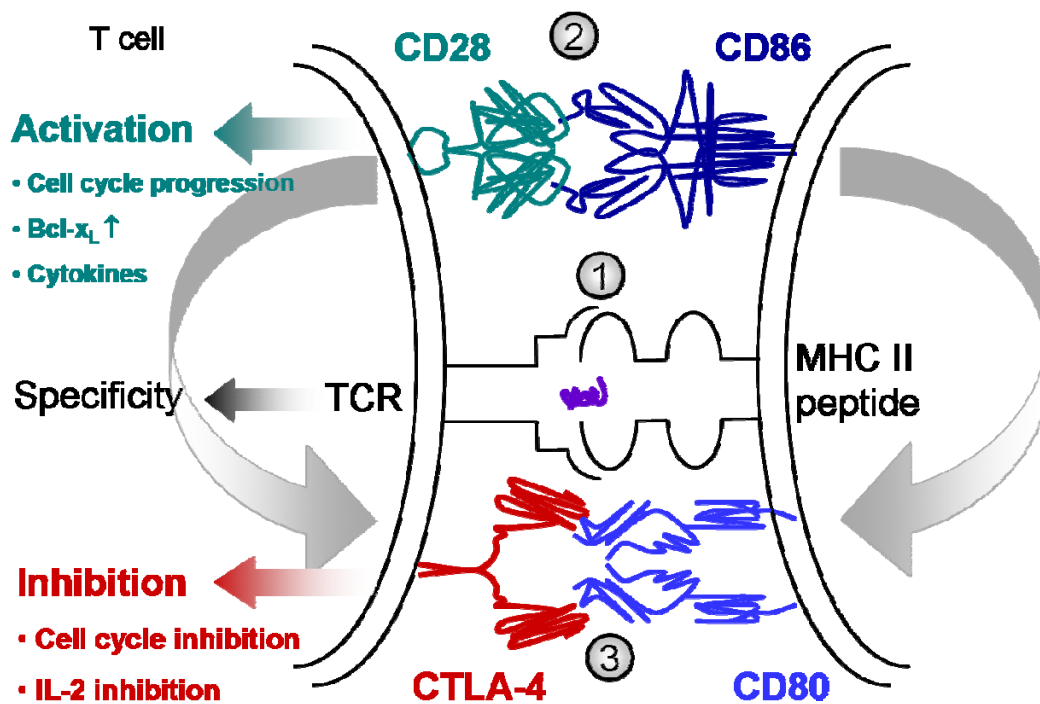 T cell
CD28
2
CD86
Activation
• Cell cycle progression
• Bcl-xL ↑
• Cytokines
1
Specificity
TCR
MHC II
peptide
Inhibition
• Cell cycle inhibition
• IL-2 inhibition
CTLA-4
3
CD80